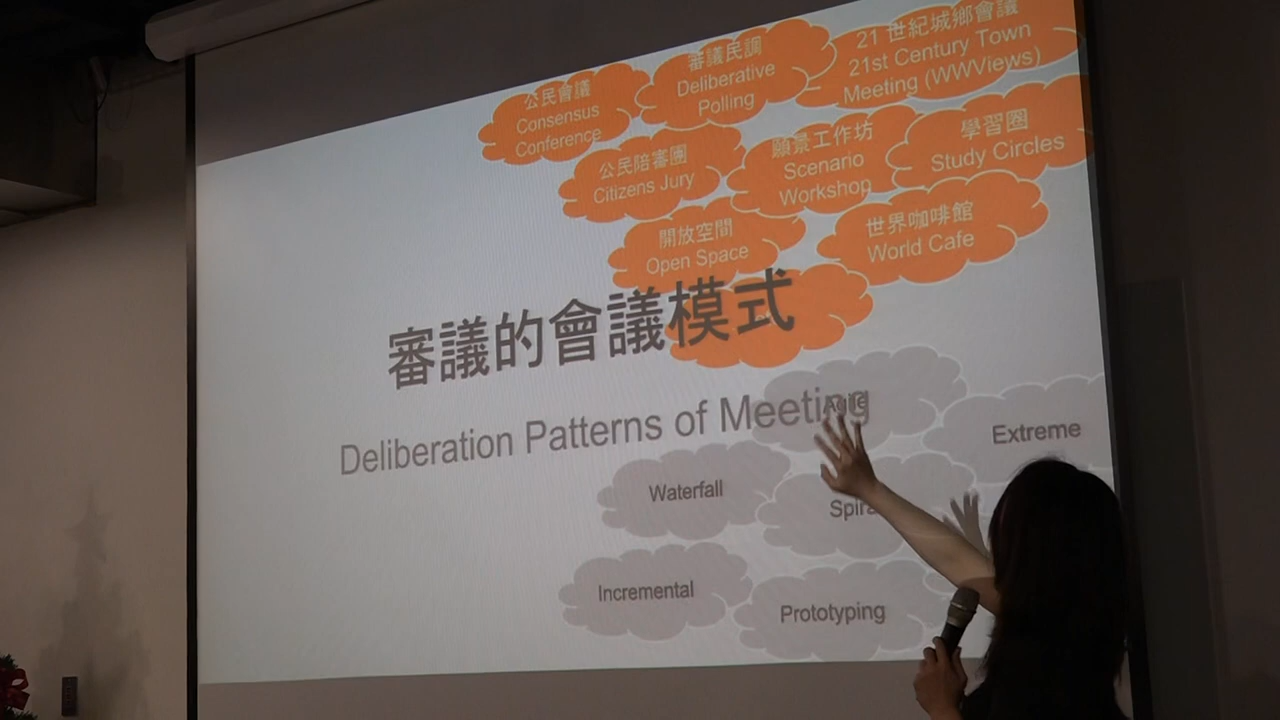 公民會議
Consensus
Conference
審議民調
Deliberative
Polling
21 世紀城鄉會議
21st Century Town
Meeting (WWViews)
公民陪審團
Citizens Jury
願景工作坊
Scenario
Workshop
學習圈
Study Circles
開放空間
Open Space
世界咖啡館
World Cafe
審議的會議模式
Deliberation Patterns of Meeting
Agile
Extreme
Waterfall
Incremental
Prototyping